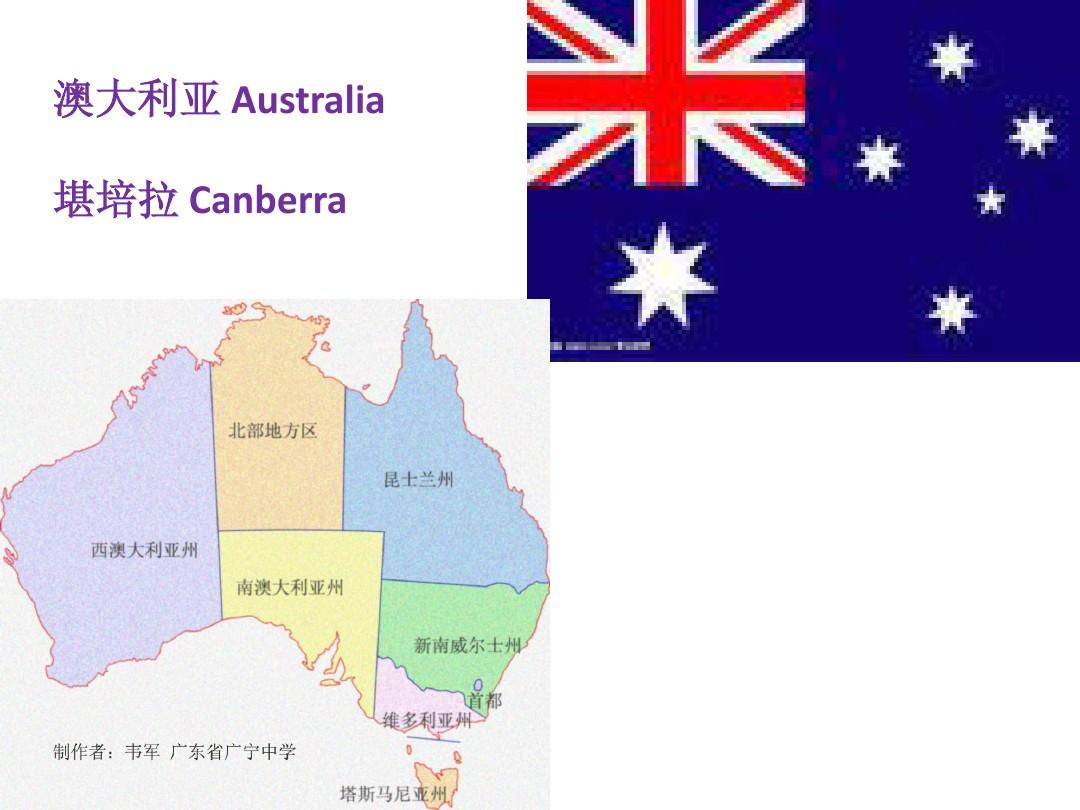 澳大利亚 Australia
堪培拉 Canberra
北部地方区
昆士兰州
西澳大利亚州
南澳大利亚州
新南威尔士州
首都
维多利亚州
制作者：韦军 广东省广宁中学
塔斯马尼亚州